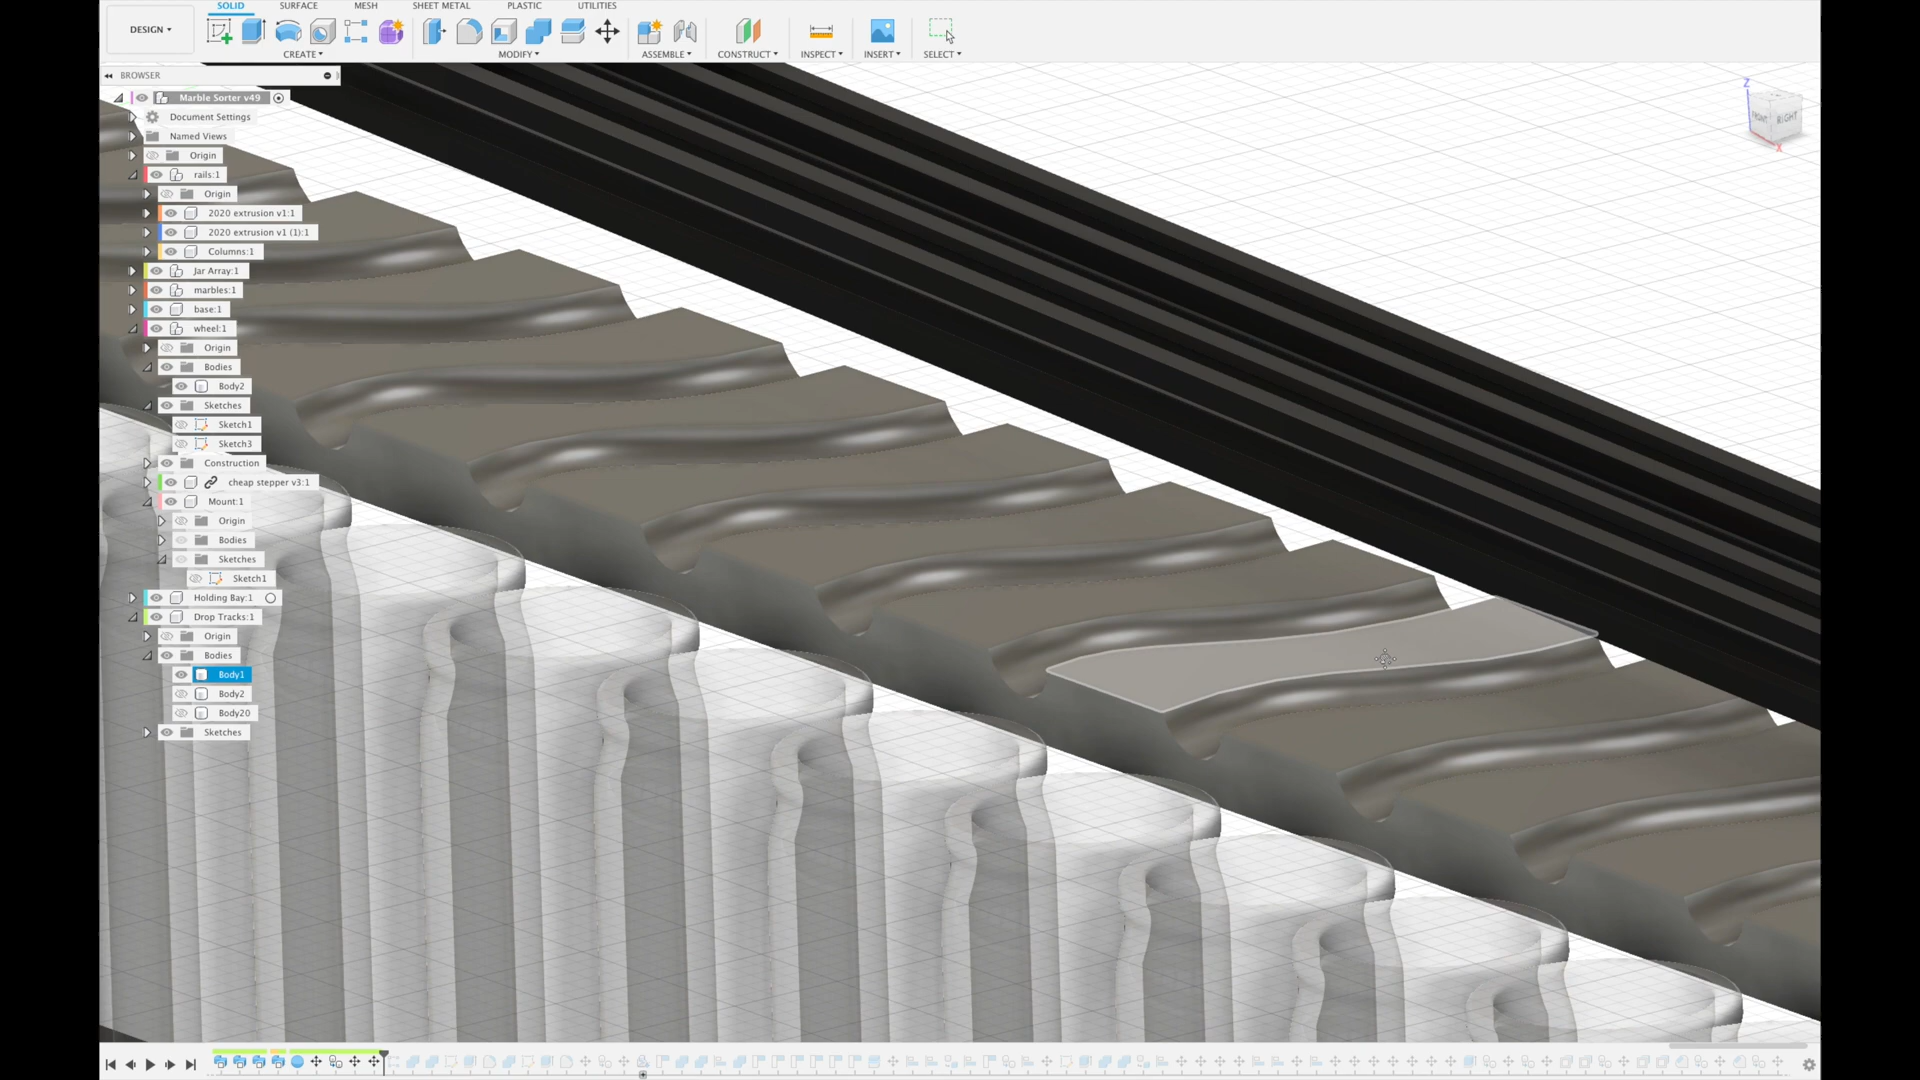 SOLID SURFACE MESH SHEET METAL PLASTIC UTILITIES
DESIGN
CREATE MODIFY ASSEMBLE CONSTRUCT INSPECT INSERT SELECT
BROWSER
Marble Sorter v49
Document Settings
Named Views
Origin
rails:1
Origin
2020 extrusion v1:1
2020 extrusion v1 (1):1
Columns:1
Jar Array:1
marbles:1
base:1
wheel:1
Origin
Bodies
Body2
Sketches
Sketch1
Sketch3
Construction
cheap stepper v3:1
Mount:1
Origin
Bodies
Sketches
Sketch1
Holding Bay:1
Drop Tracks:1
Origin
Bodies
Body1
Body2
Body20
Sketches
Z
FRONT RIGHT
X